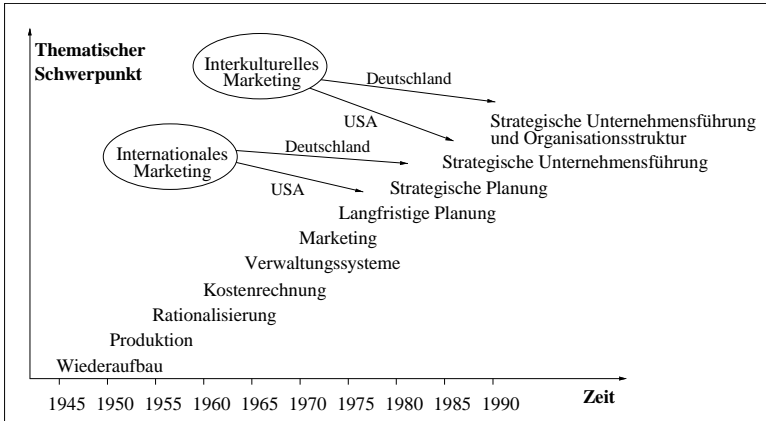 Thematischer
Schwerpunkt
Interkulturelles
Marketing
Deutschland
USA
Strategische Unternehmensführung
und Organisationsstruktur
Internationales
Marketing
Deutschland
USA
Strategische Unternehmensführung
Strategische Planung
Langfristige Planung
Marketing
Verwaltungssysteme
Kostenrechnung
Rationalisierung
Produktion
Wiederaufbau
Zeit
1945 1950 1955 1960 1965 1970 1975 1980 1985 1990